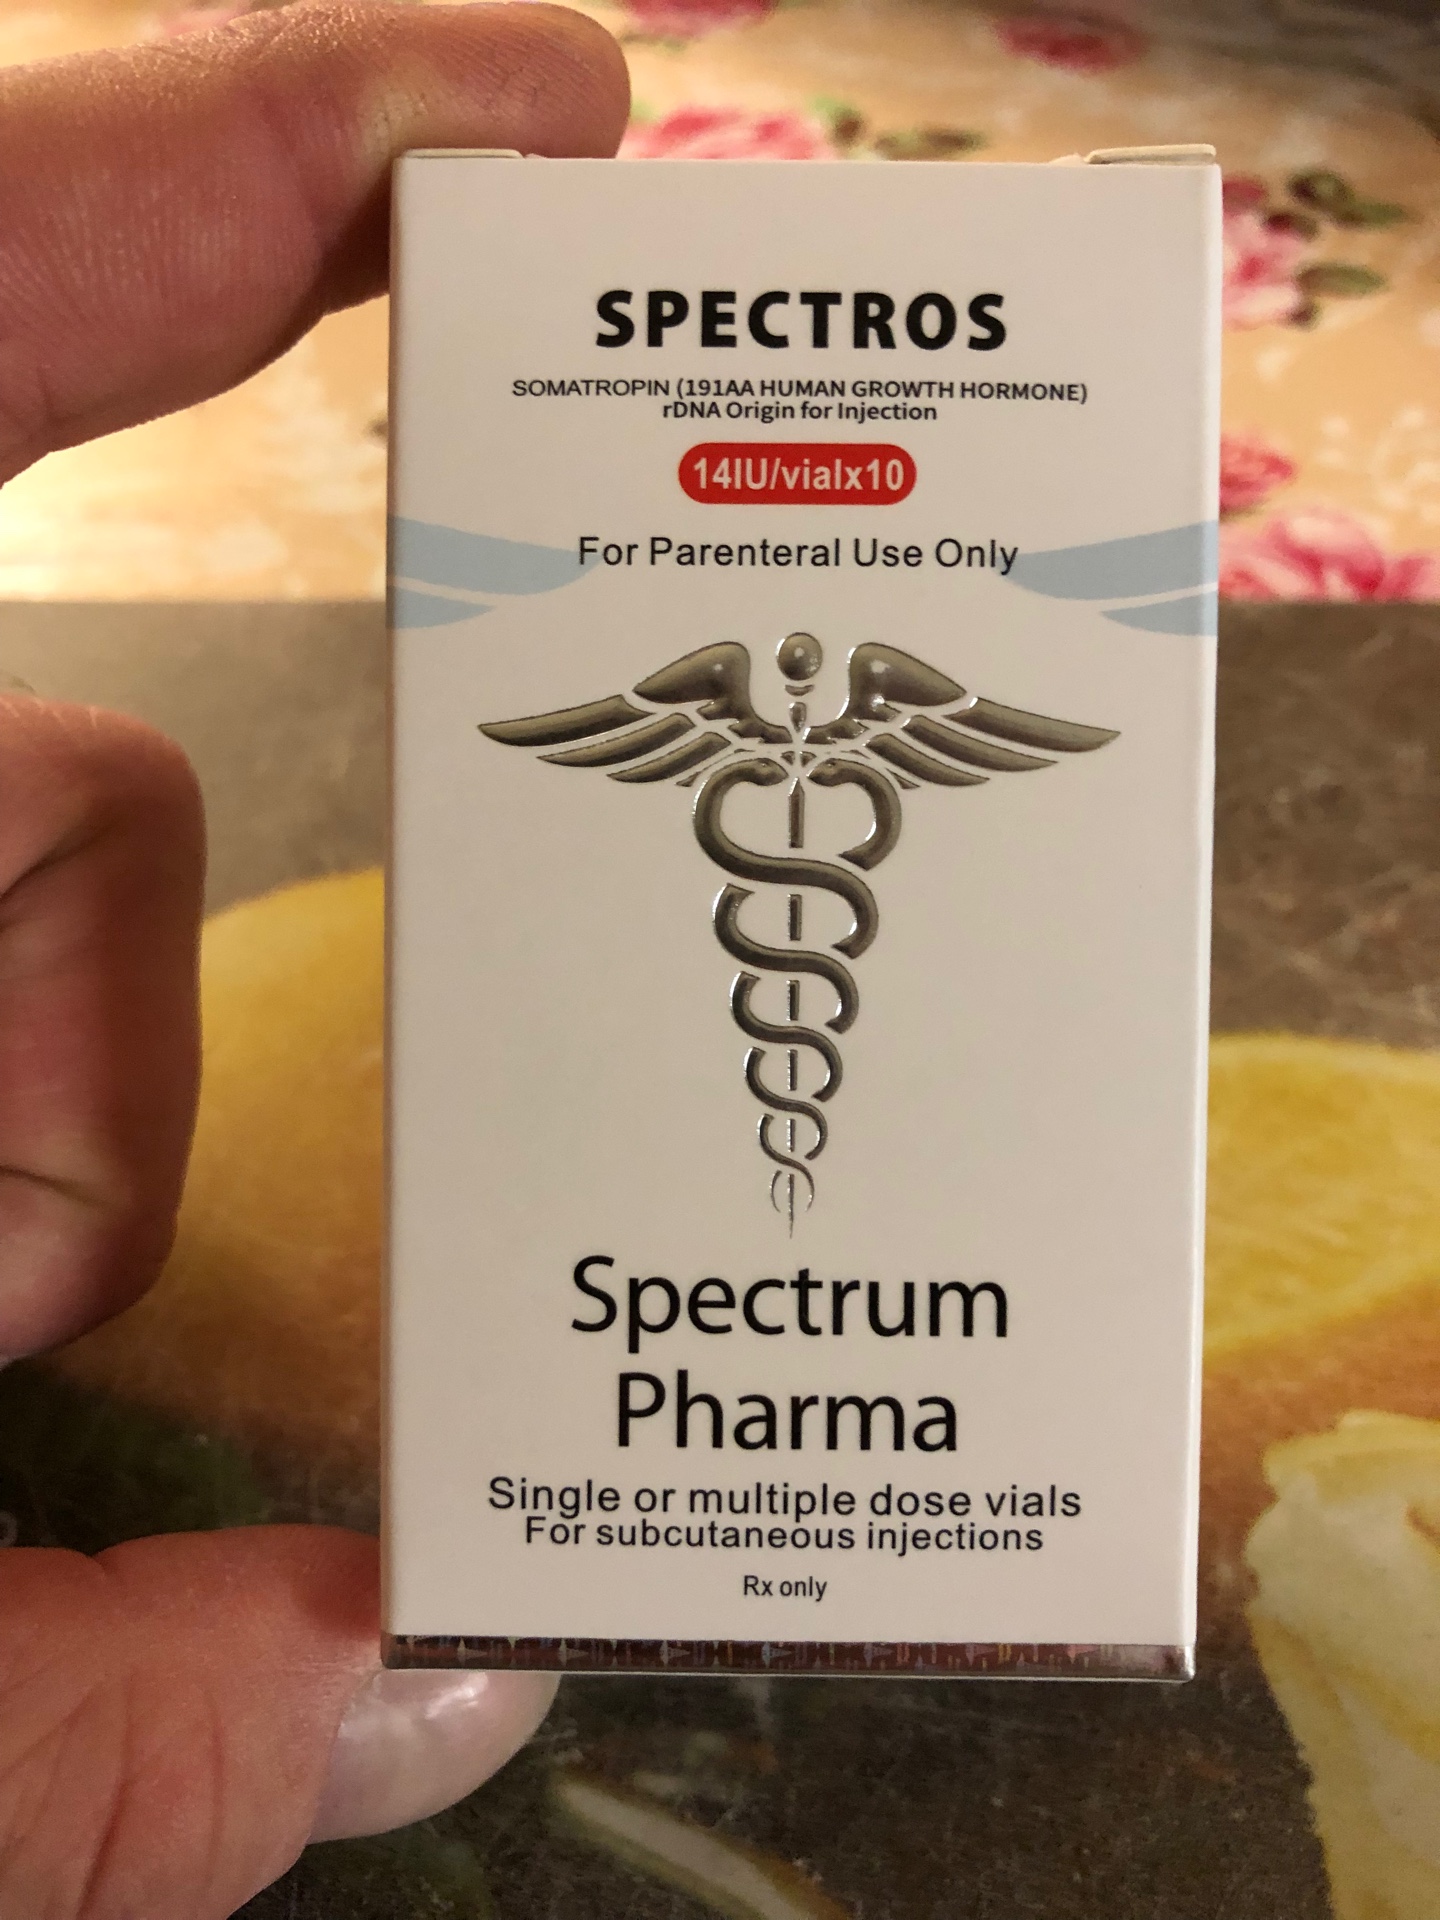 SPECTROS
SOMATROPIN (191AA HUMAN GROWTH HORMONE)
rDNA Origin for Injection
14IU/vialx10
For Parenteral Use Only
Spectrum
Pharma
Single or multiple dose vials
For subcutaneous injections
Rx only